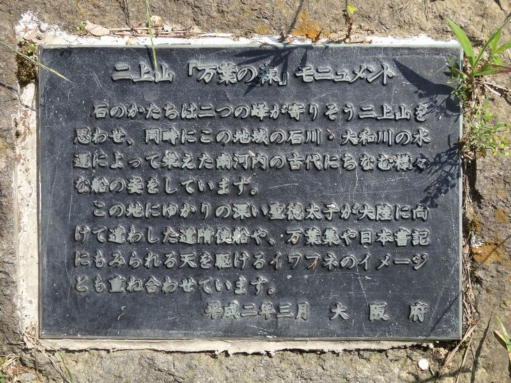 二上山「万葉の森」モニュメント
石のかたちは二つの峰が寄りそう二上山を
思わせ、同時にこの地域の石川・大和川の水
運によって栄えた南河内の古代にちなむ様々
な船の姿をしています。
この地にゆかりの深い聖徳太子が大陸に向
けて遣わした遣隋使船や、万葉集や日本書記
にもみられる天を駆けるイワフネのイメージ
とも重ね合わせています。
平成二年三月 大阪府